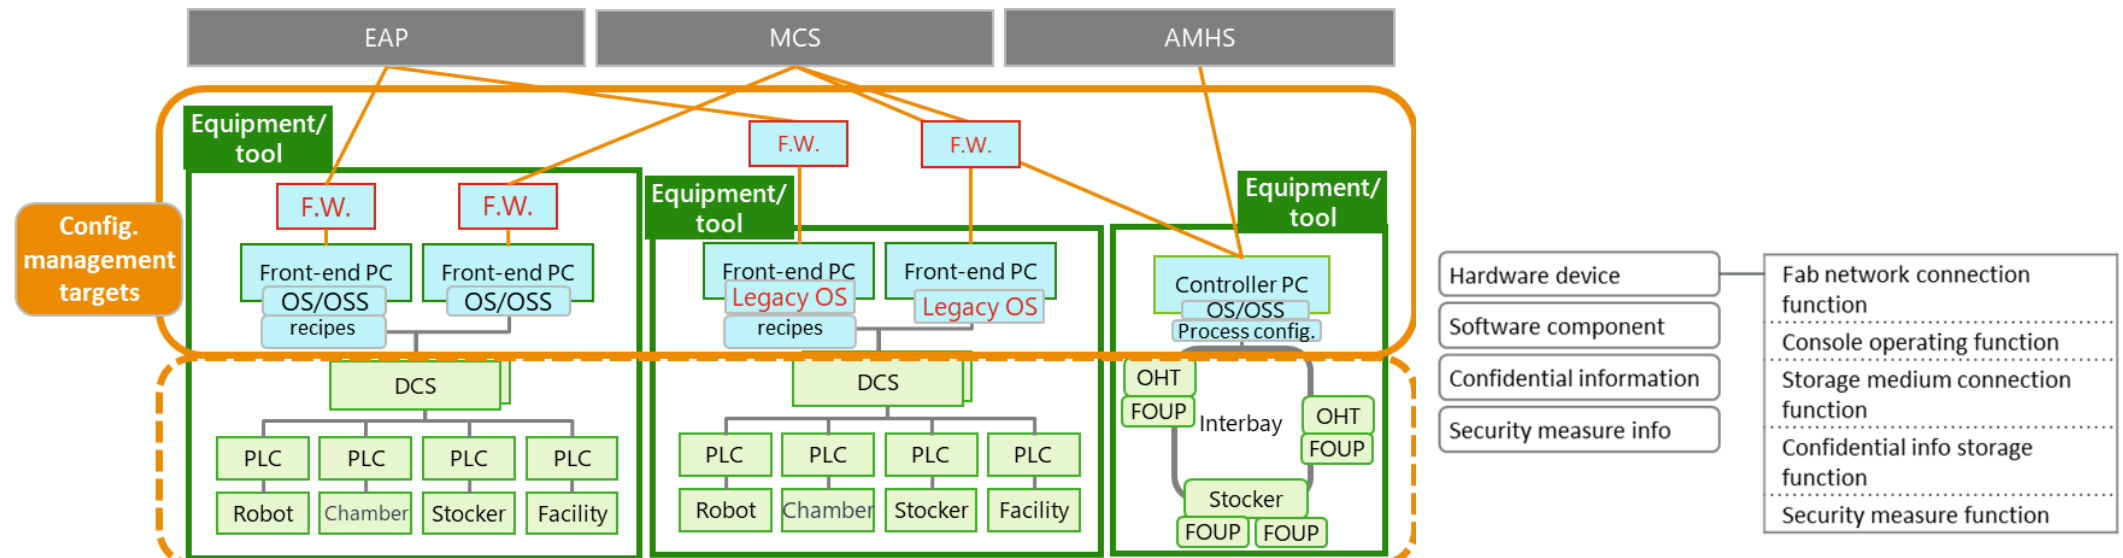 EAP
MCS
AMHS
Equipment/
tool
F.W.
F.W.
Front-end PC
OS/OSS
recipes
Front-end PC
OS/OSS
DCS
PLC
PLC
PLC
PLC
Robot
Chamber
Stocker
Facility
F.W.
F.W.
Equipment/
tool
Front-end PC
Legacy OS
recipes
Front-end PC
Legacy OS
DCS
PLC
PLC
PLC
PLC
Robot
Chamber
Stocker
Facility
Equipment/
tool
Controller PC
OS/OSS
Process config.
OHT
FOUP
Interbay
OHT
FOUP
Stocker
FOUP
FOUP
Config.
management
targets
Hardware device
Software component
Confidential information
Security measure info
Fab network connection
function
Console operating function
Storage medium connection
function
Confidential info storage
function
Security measure function